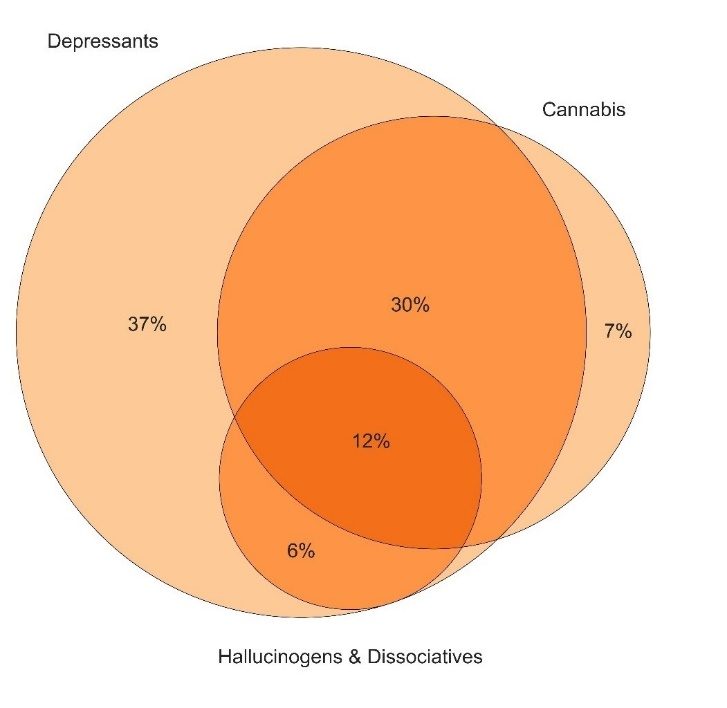 Depressants
Cannabis
30%
37%
7%
12%
6%
Hallucinogens & Dissociatives